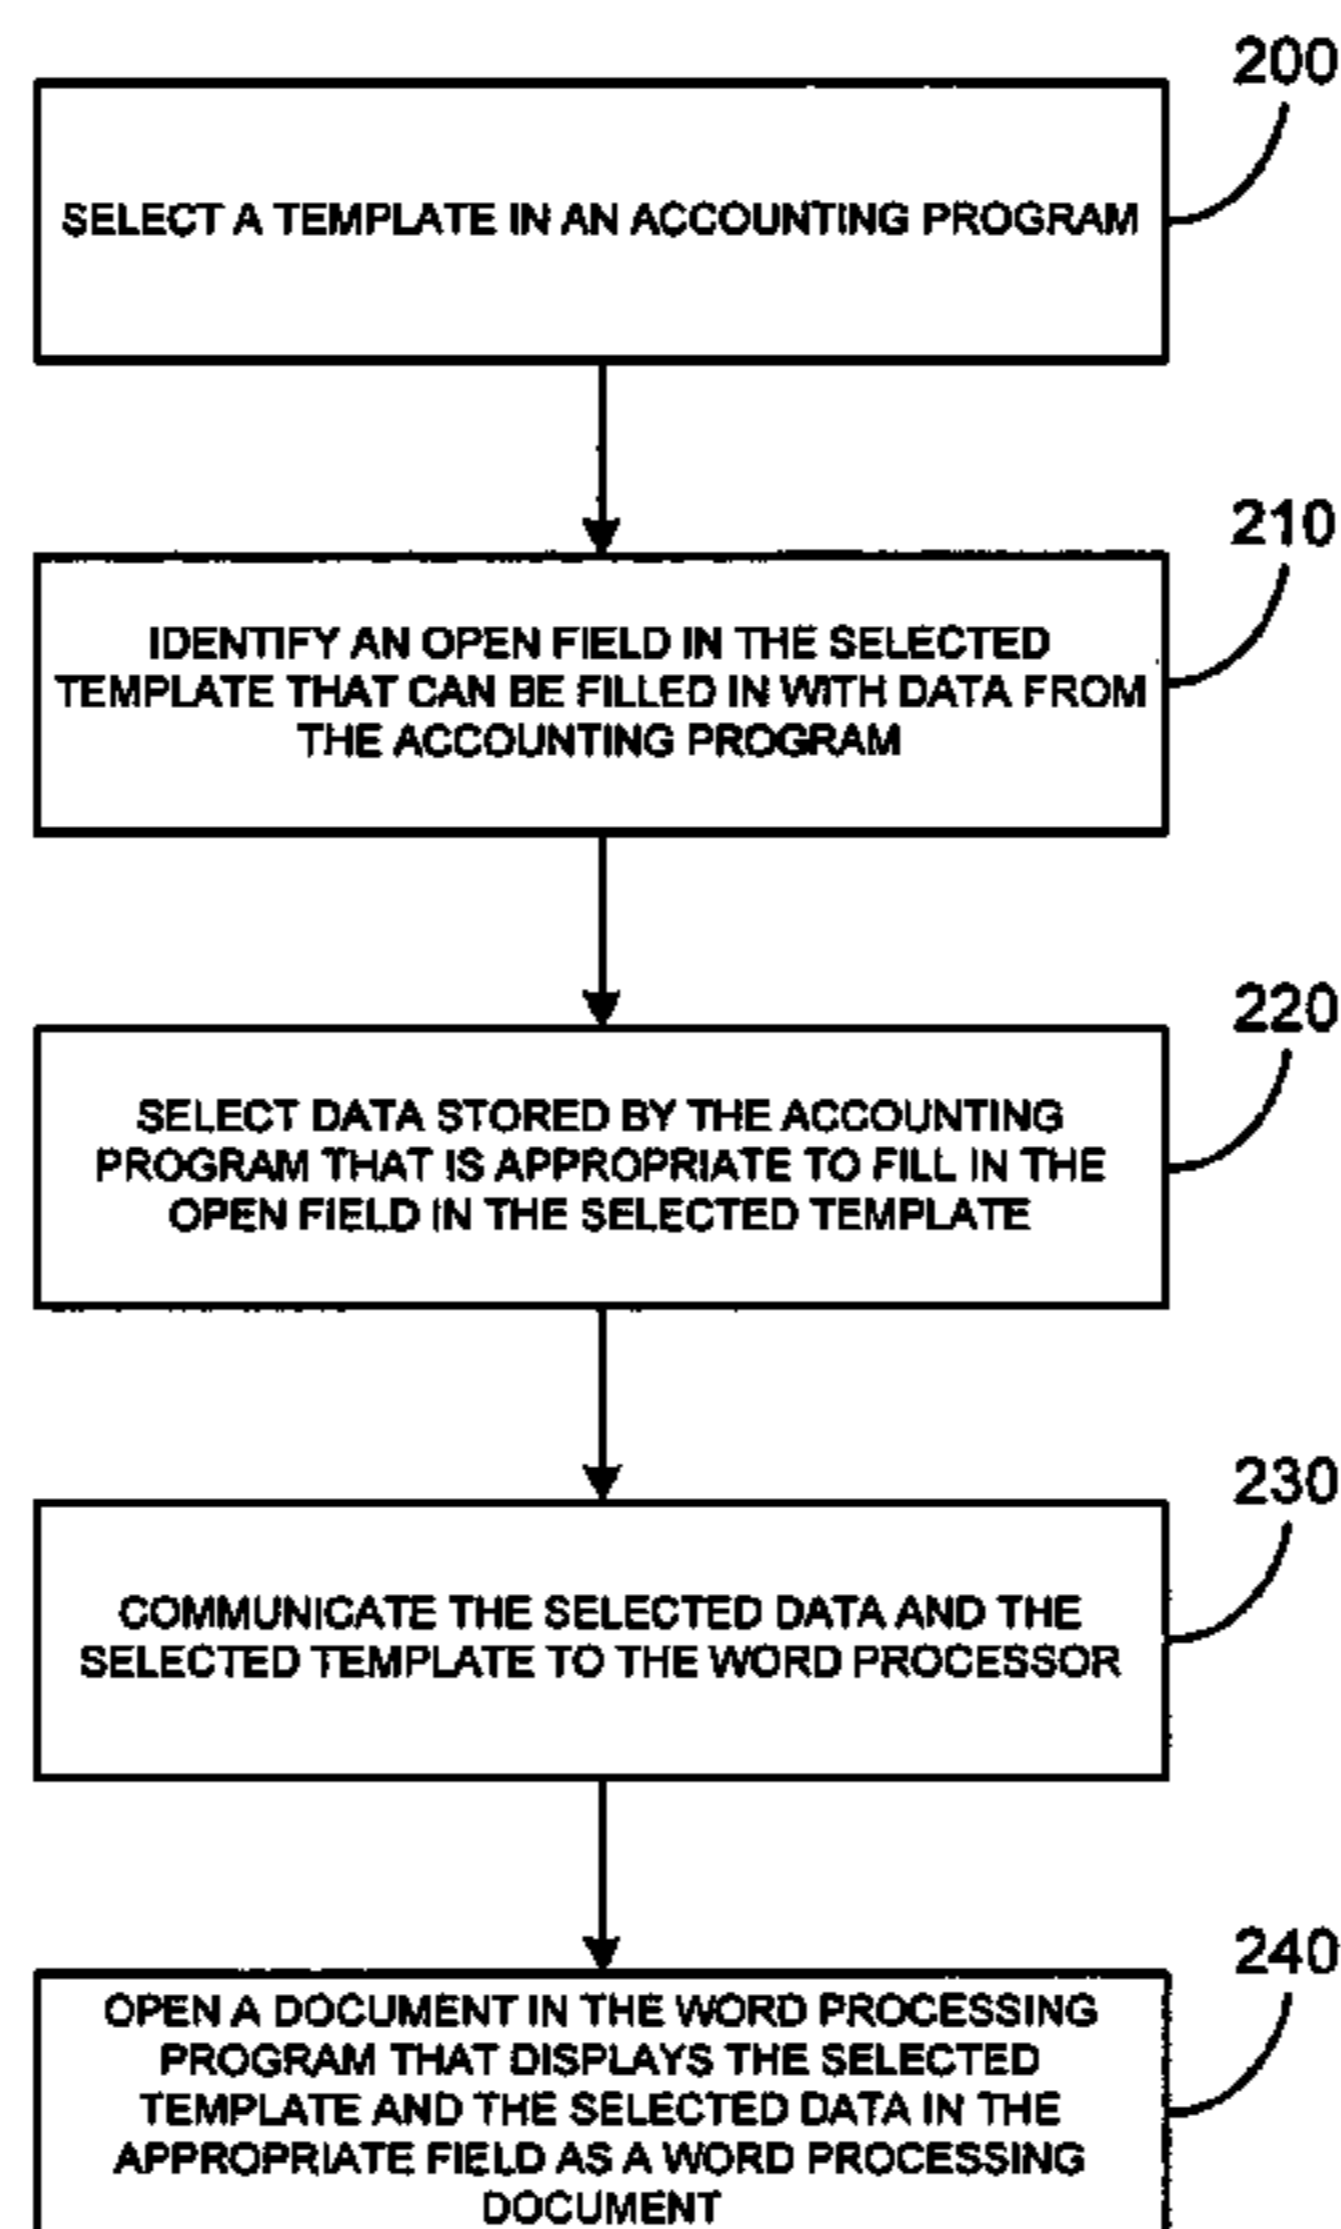 200
SELECT A TEMPLATE IN AN ACCOUNTING PROGRAM
210
IDENTIFY AN OPEN FIELD IN THE SELECTED
TEMPLATE THAT CAN BE FILLED IN WITH DATA FROM
THE ACCOUNTING PROGRAM
220
SELECT DATA STORED BY THE ACCOUNTING
PROGRAM THAT IS APPROPRIATE TO FILL IN THE
OPEN FIELD IN THE SELECTED TEMPLATE
230
COMMUNICATE THE SELECTED DATA AND THE
SELECTED TEMPLATE TO THE WORD PROCESSOR
240
OPEN A DOCUMENT IN THE WORD PROCESSING
PROGRAM THAT DISPLAYS THE SELECTED
TEMPLATE AND THE SELECTED DATA IN THE
APPROPRIATE FIELD AS A WORD PROCESSING
DOCUMENT